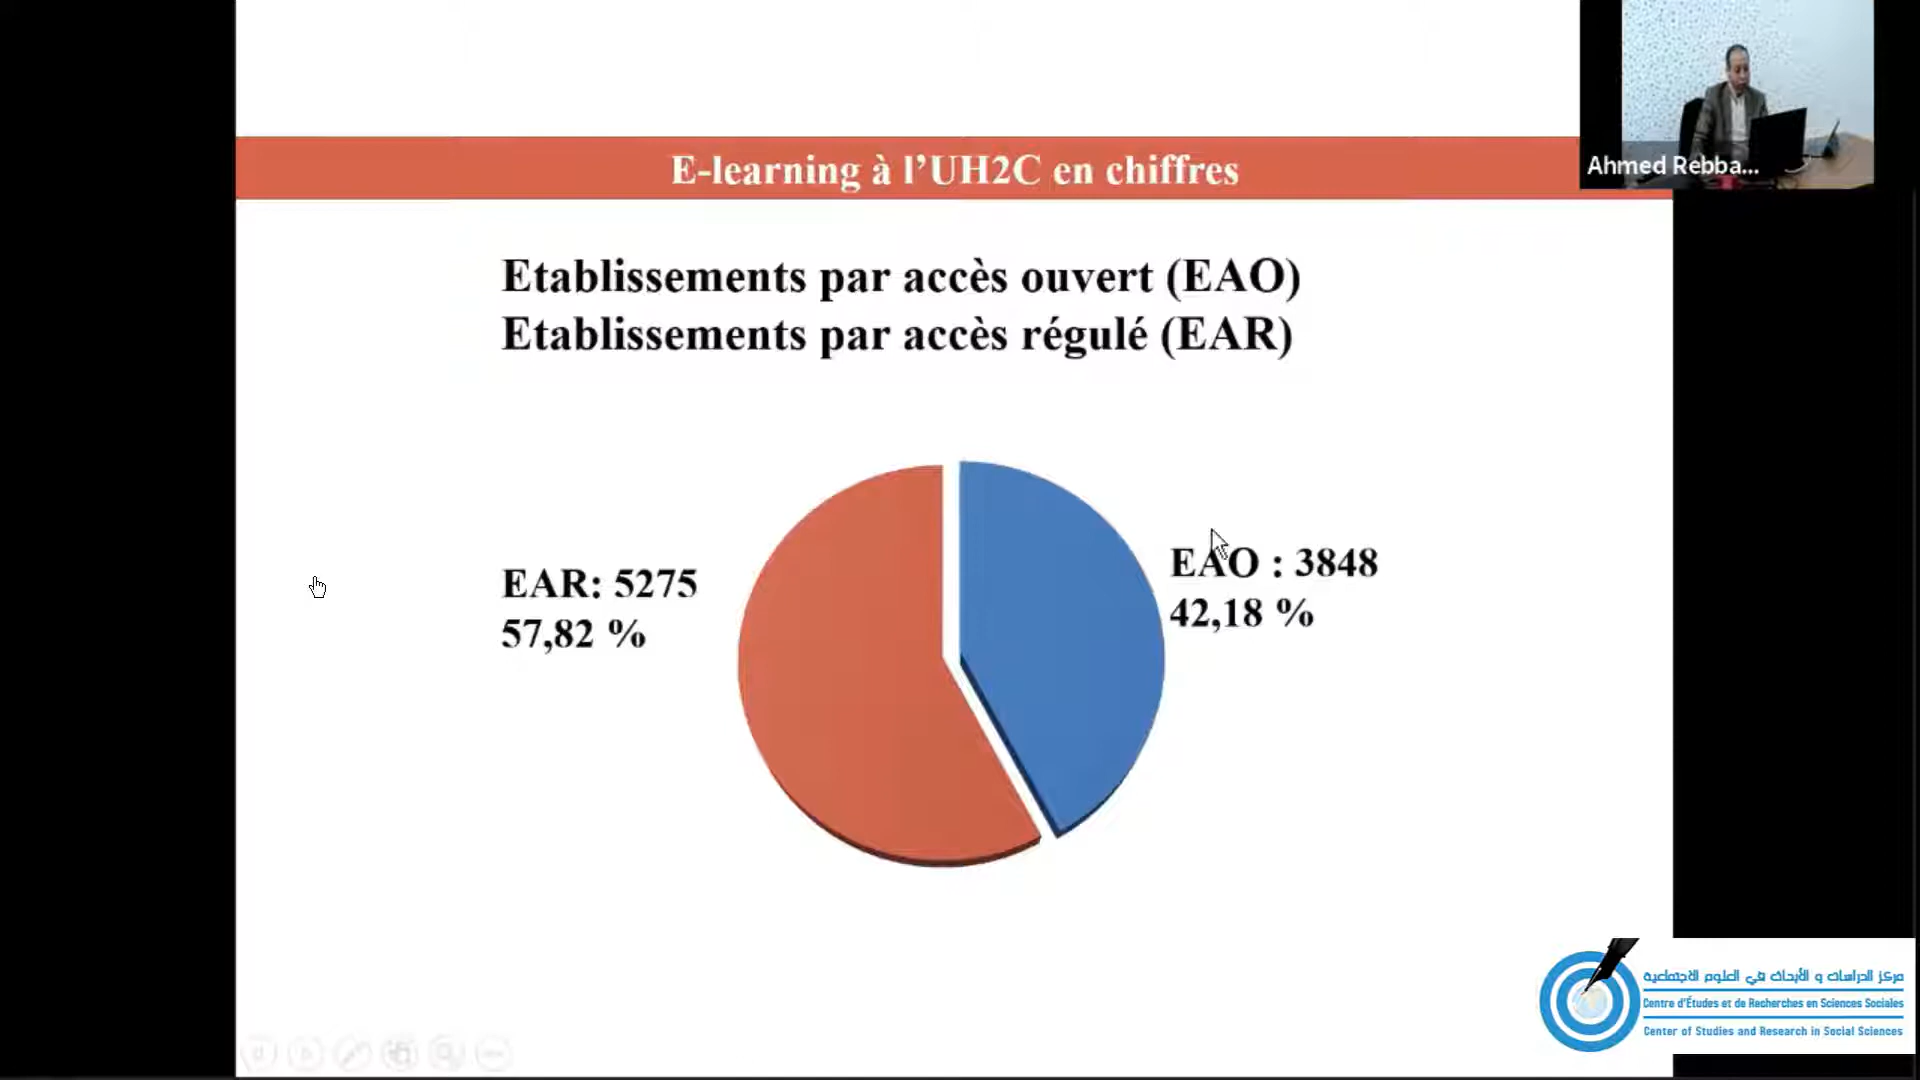 E-learning à l’UH2C en chiffres
Ahmed Rebba...
Etablissements par accès ouvert (EAO)
Etablissements par accès régulé (EAR)
EAR: 5275
57,82 %
EAO : 3848
42,18 %
مركز الدراسات و الأبحاث في العلوم الاجتماعية
Centre d'Études et de Recherches en Sciences Sociales
Center of Studies and Research in Social Sciences